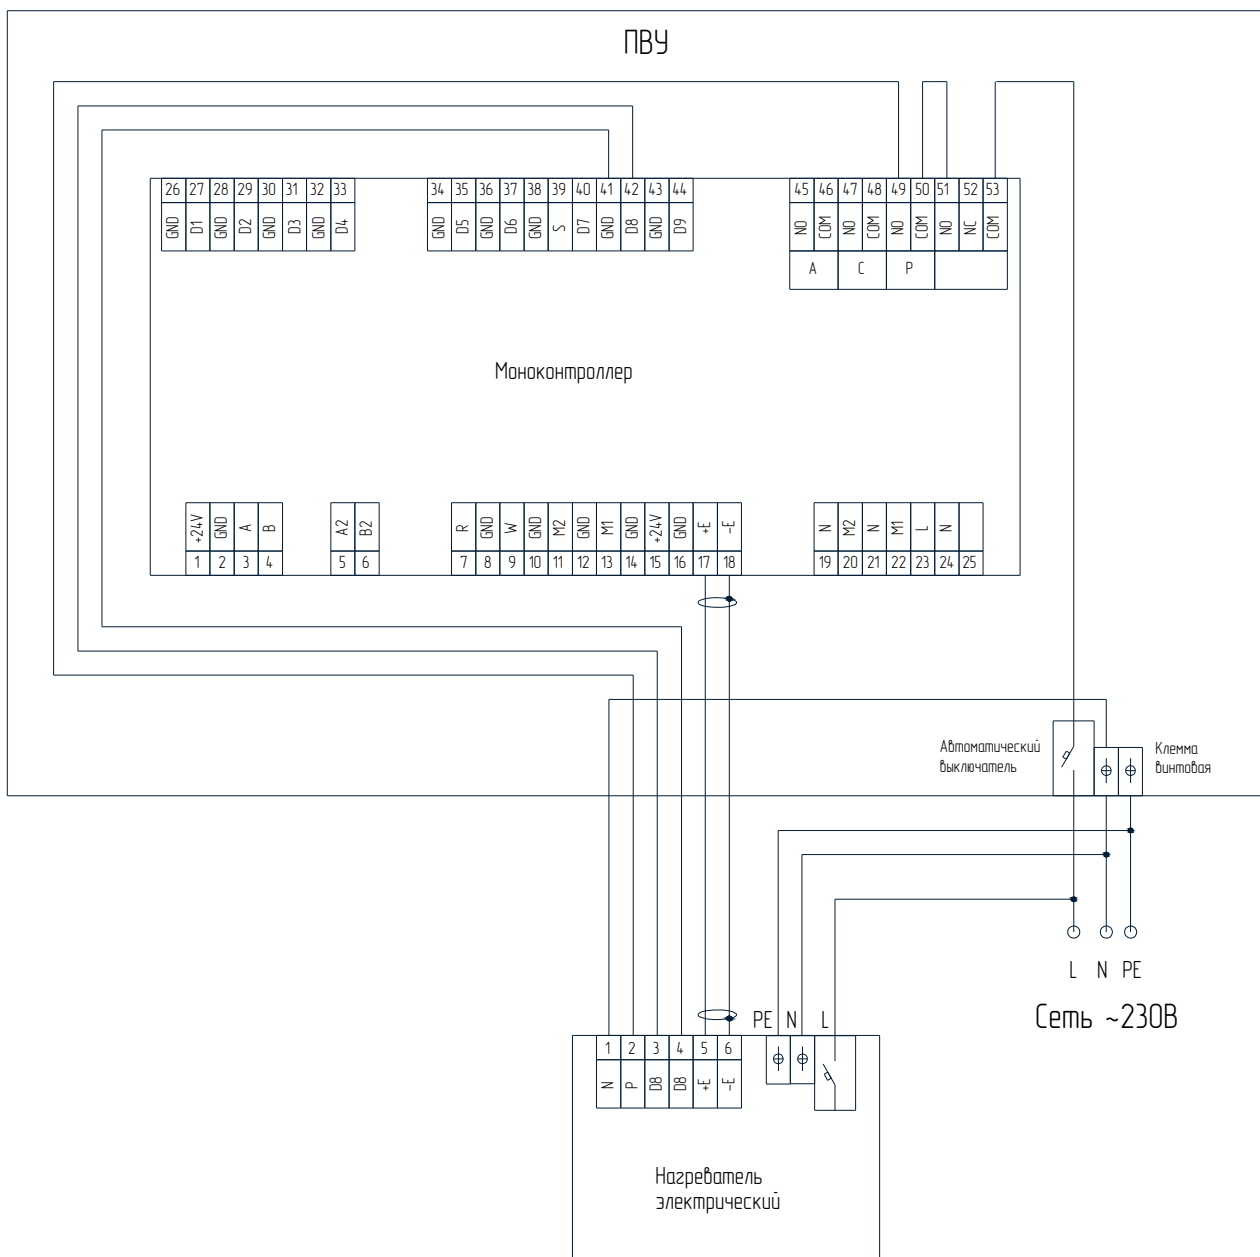 ПВУ
26 27 28 29 30 31 32 33
GND D1 GND D2 GND D3 GND D4
34 35 36 37 38 39 40 41 42 43 44
GND D5 GND D6 GND S D7 GND D8 GND D9
45 46 47 48 49 50 51 52 53
NO COM NO COM NO COM NO NC COM
A C P
Моноконтроллер
+24V GND A B
1 2 3 4
A2 B2
5 6
R GND W GND M2 GND M1 GND +24V GND +E -E
7 8 9 10 11 12 13 14 15 16 17 18
N M2 N M1 L N
19 20 21 22 23 24 25
Автоматический
выключатель
Клемма
винтовая
L N PE
Сеть ~230В
PE N L
1 2 3 4 5 6
N P D8 D8 +E -E
Нагреватель
электрический